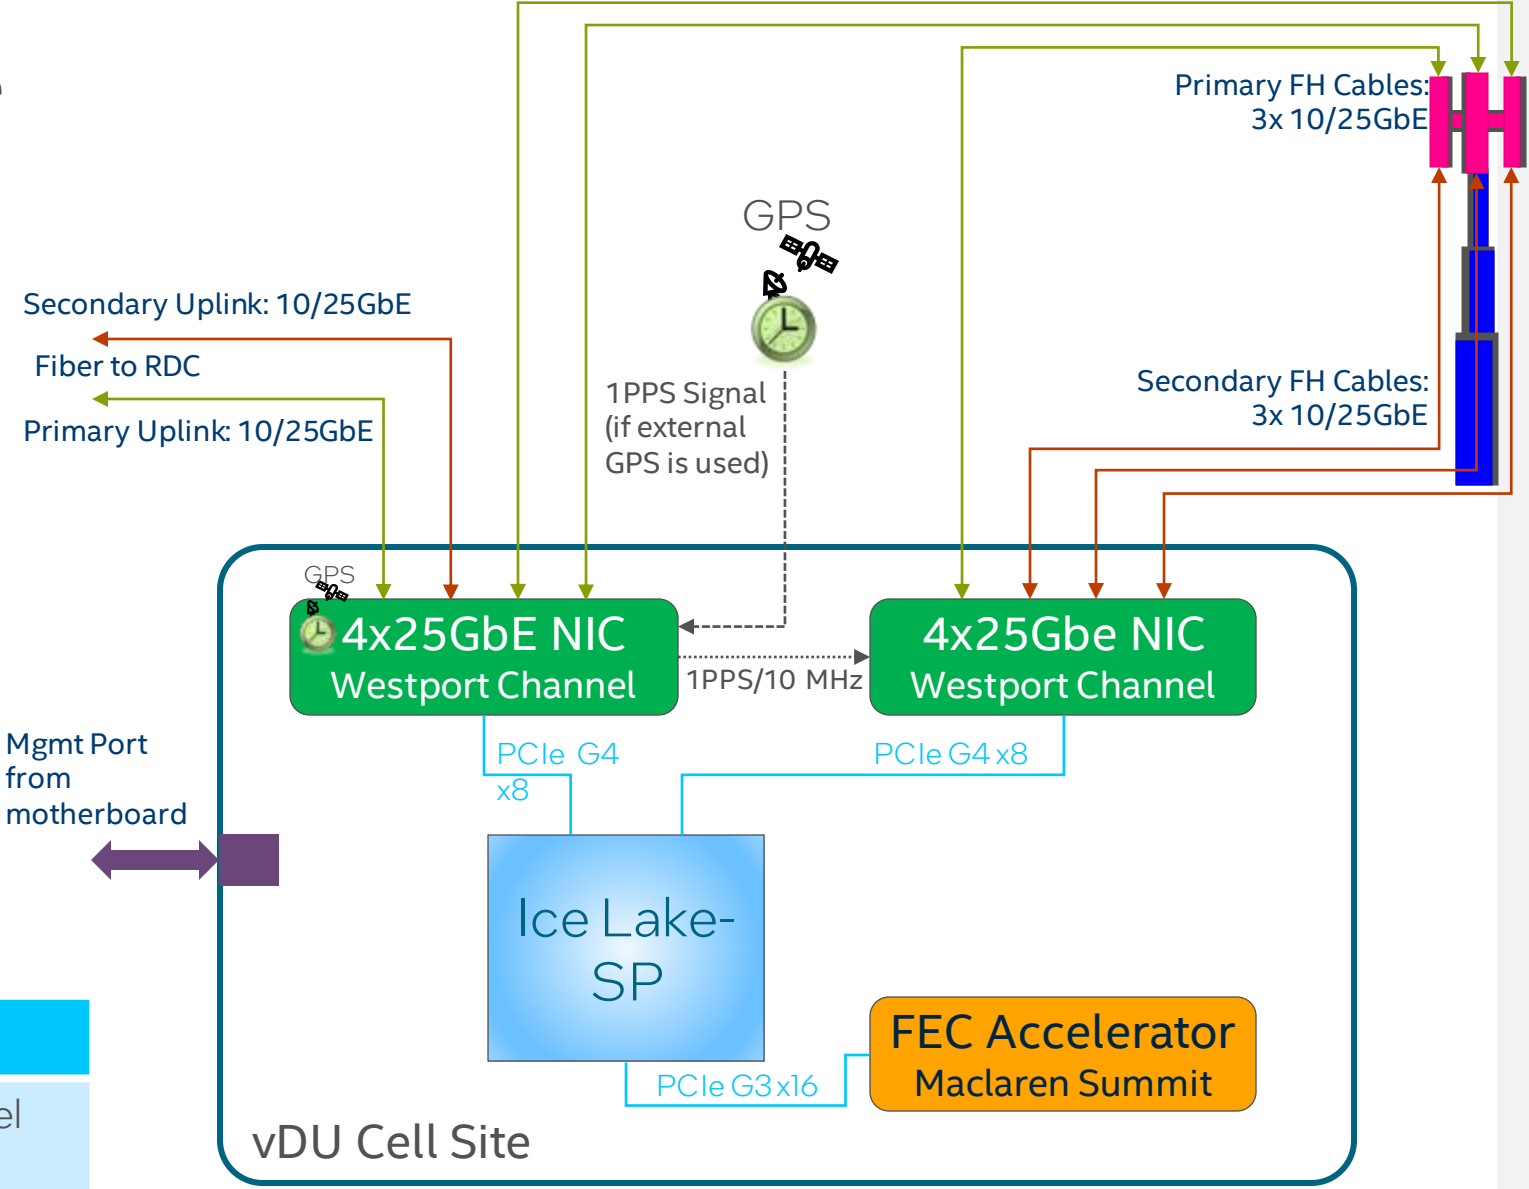 Primary FH Cables:
3x 10/25GbE
GPS
Secondary Uplink: 10/25GbE
Fiber to RDC
Primary Uplink: 10/25GbE
1PPS Signal
(if external
GPS is used)
Secondary FH Cables:
3x 10/25GbE
GPS
4x25GbE NIC
Westport Channel
1PPS/10 MHz
4x25Gbe NIC
Westport Channel
PCIe G4
x8
PCIe G4 x8
Mgmt Port
from
motherboard
Ice Lake-
SP
FEC Accelerator
Maclaren Summit
PCIe G3 x16
vDU Cell Site